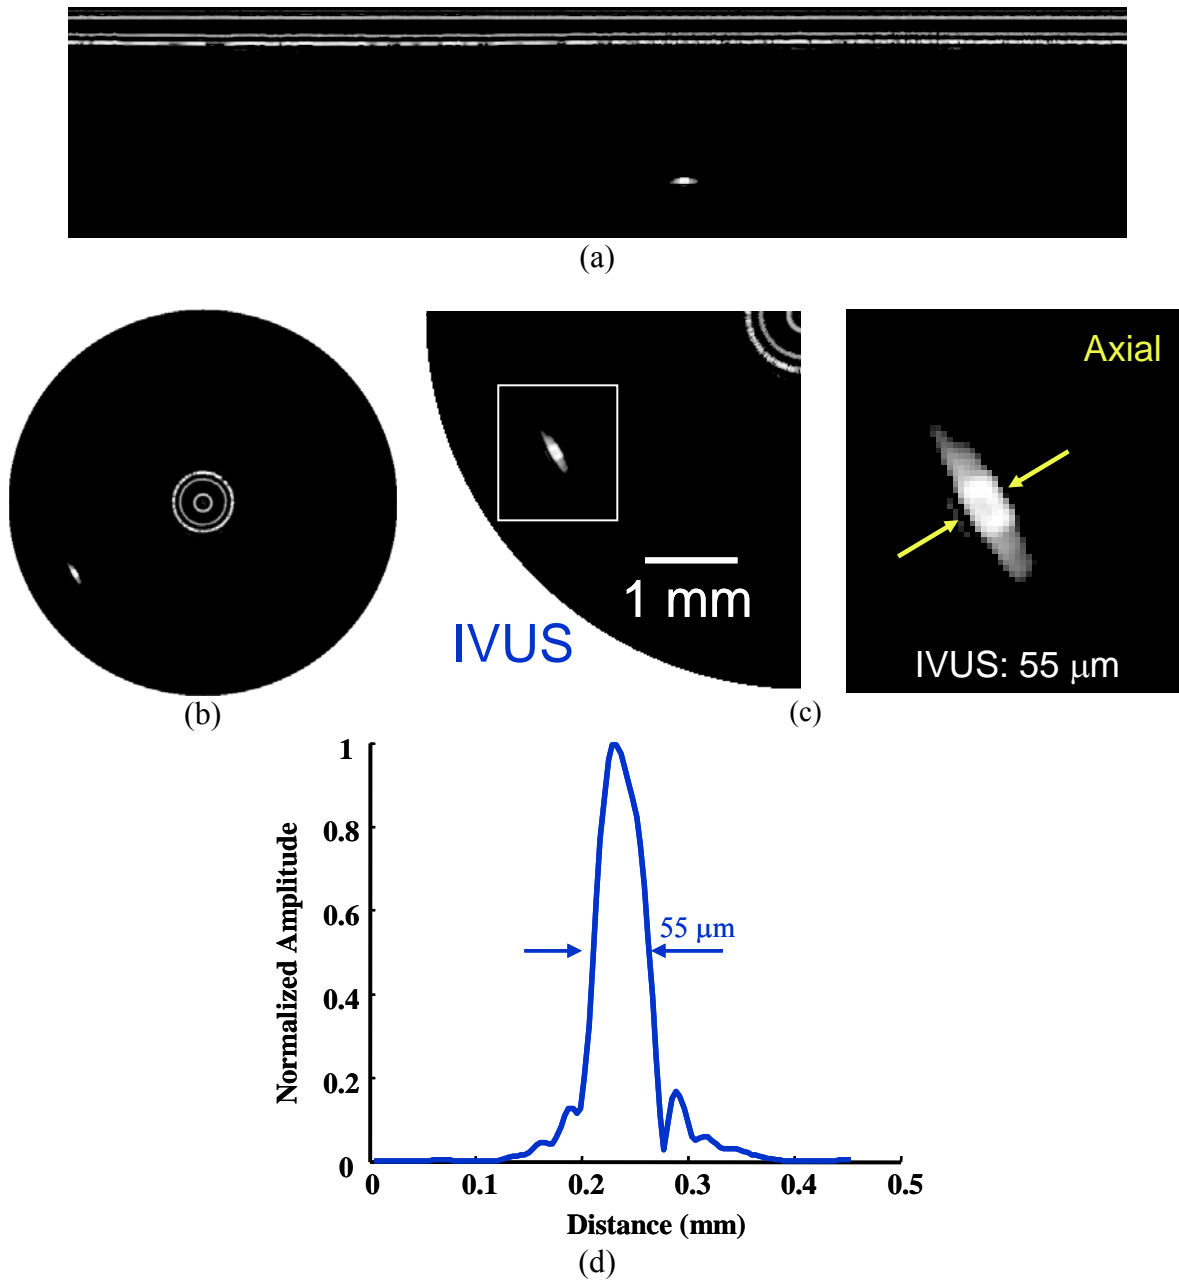 (a)
Axial
1 mm
IVUS
IVUS: 55 μm
(b)
(c)
1
0.8
0.6
0.4
0.2
0
Normalized Amplitude
55 μm
0 0.1 0.2 0.3 0.4 0.5
Distance (mm)
(d)